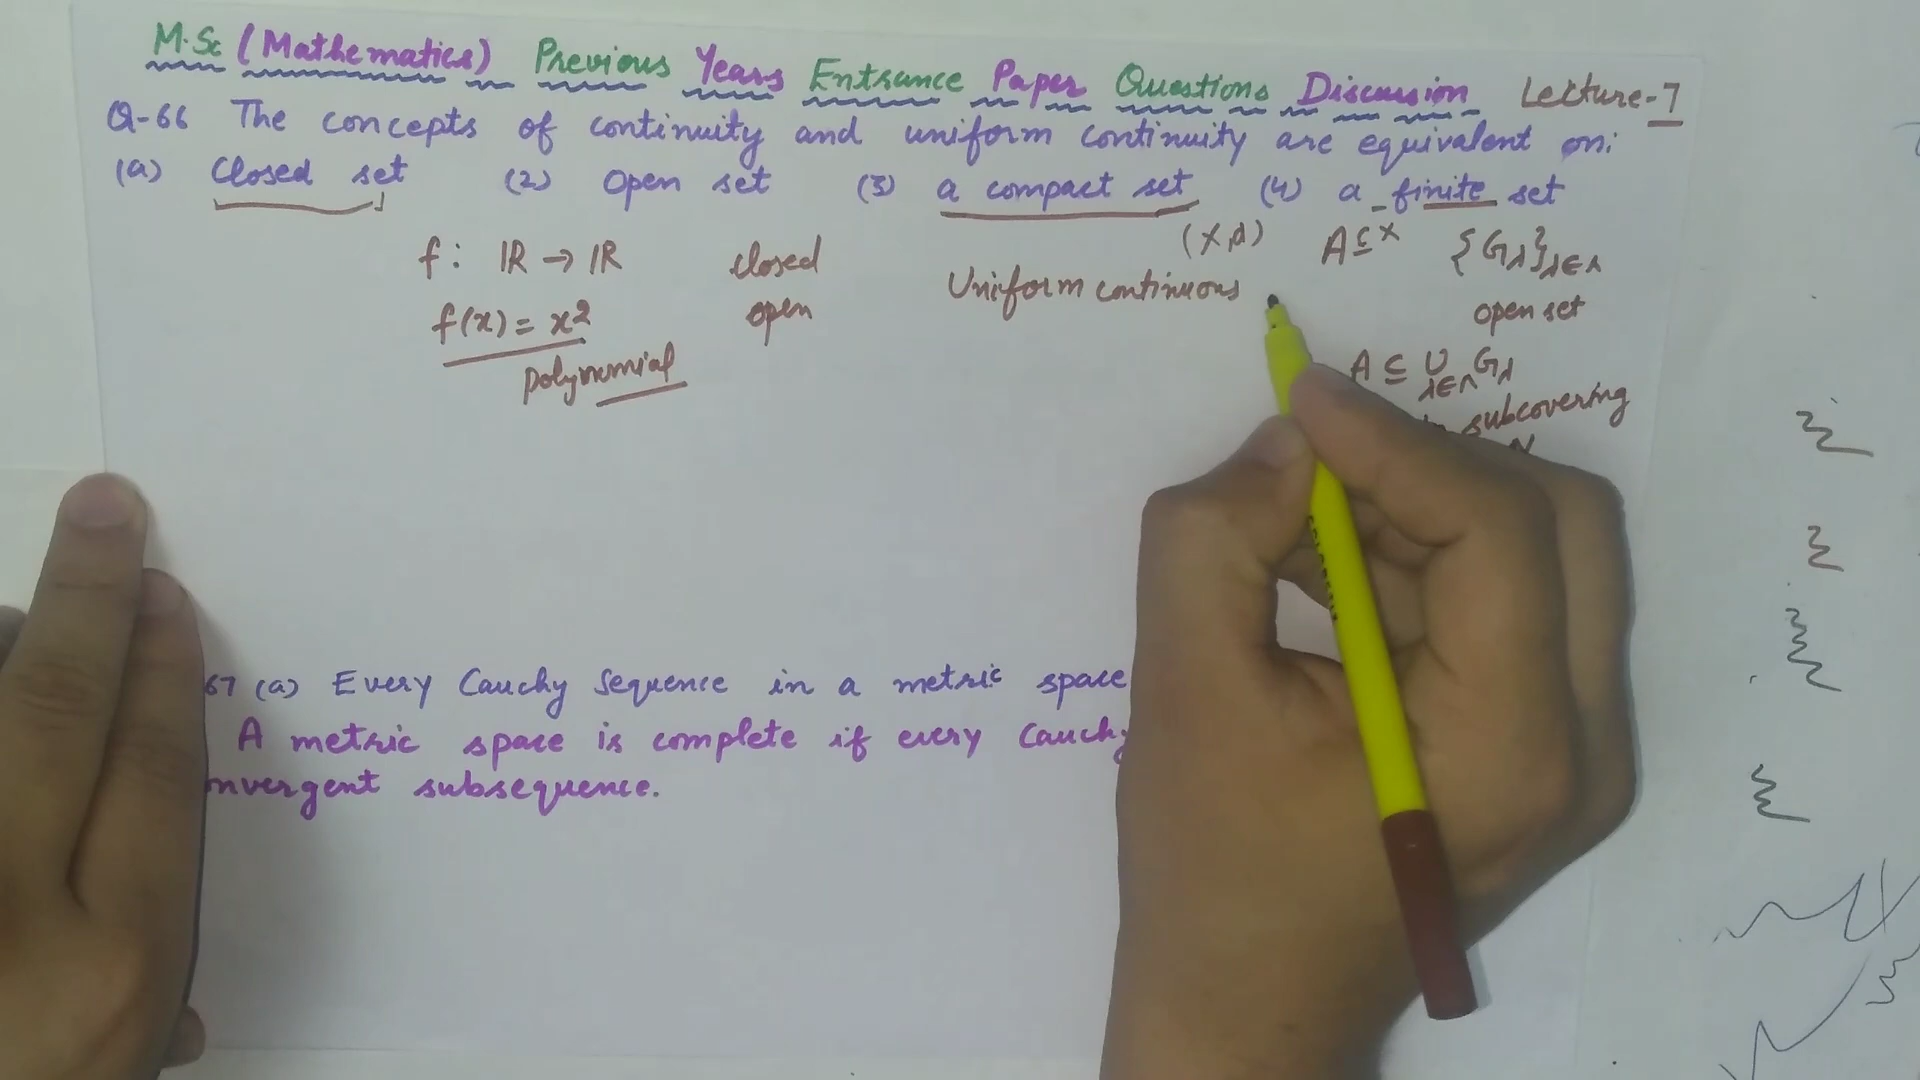 M.Sc (Mathematics) Previous Years Entrance Paper Questions Discussion Lecture-7
Q-66 The concepts of continuity and uniform continuity are equivalent on:
(a) Closed set (2) Open set (3) a compact set (4) a finite set
f: IR → IR closed (X,d) A ⊆ X {Gλ}λ∈Λ
f(x) = x2 open Uniform continuous open set
polynomial A ⊆ ∪λ∈Λ Gλ
subcovering
67 (a) Every Cauchy Sequence in a metric space
A metric space is complete if every Cauchy
nvergent subsequence.